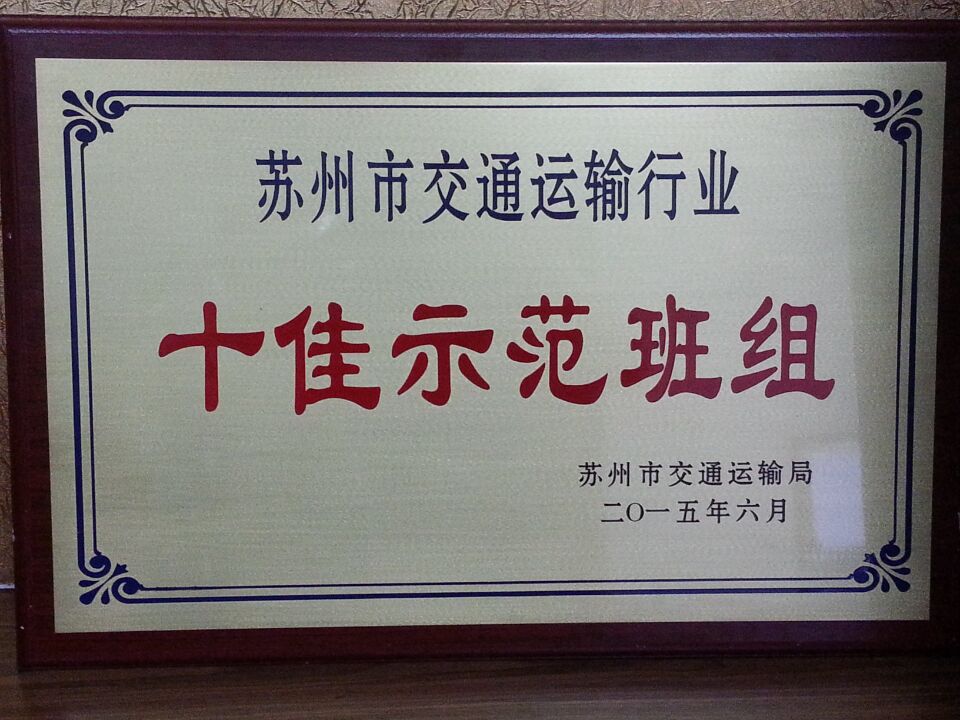 苏州市交通运输行业
十佳示范班组
苏州市交通运输局
二〇一五年六月